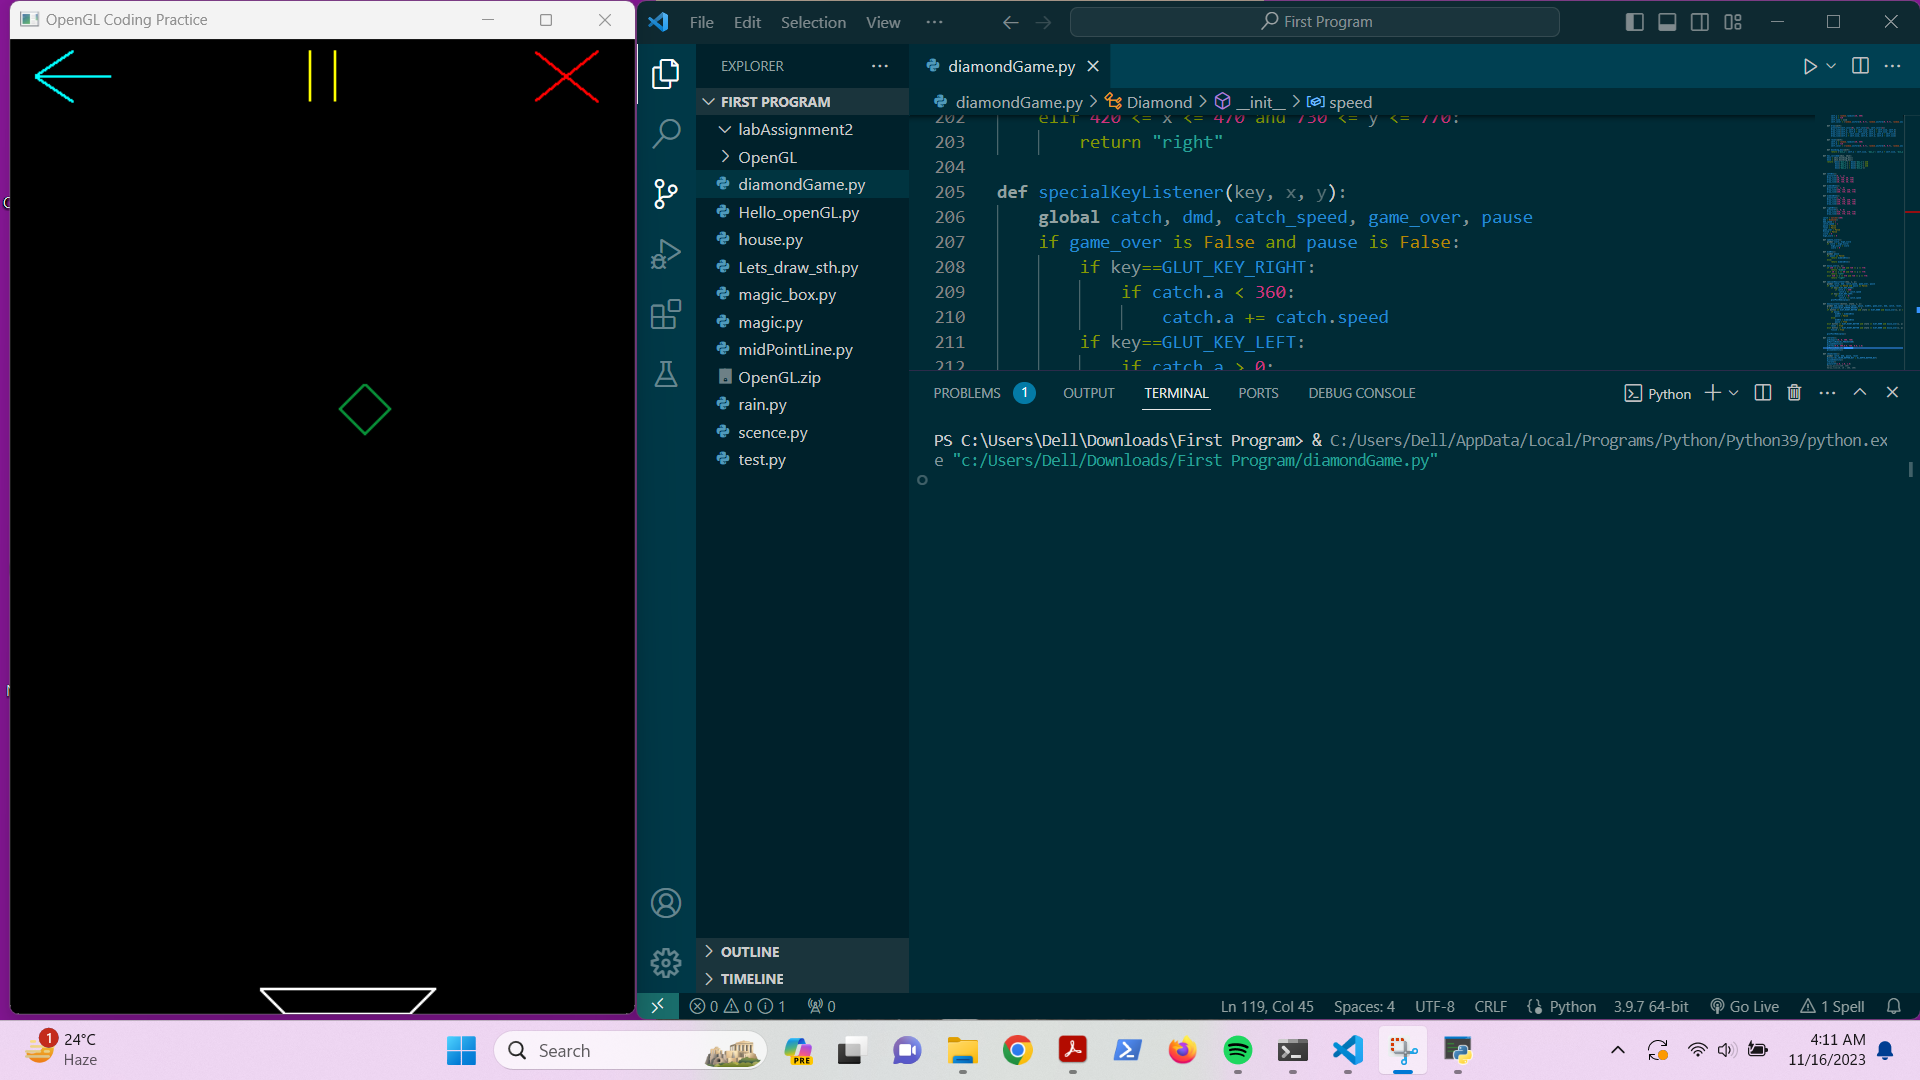 OpenGL Coding Practice
File Edit Selection View
First Program
EXPLORER
FIRST PROGRAM
labAssignment2
OpenGL
diamondGame.py
Hello_openGL.py
house.py
Lets_draw_sth.py
magic_box.py
magic.py
midPointLine.py
OpenGL.zip
rain.py
scence.py
test.py
OUTLINE
TIMELINE
diamondGame.py
diamondGame.py > Diamond > __init__ > speed
202 elif 420 <= x <= 470 and 730 <= y <= 770:
203 return "right"
204
205 def specialKeyListener(key, x, y):
206 global catch, dmd, catch_speed, game_over, pause
207 if game_over is False and pause is False:
208 if key==GLUT_KEY_RIGHT:
209 if catch.a < 360:
210 catch.a += catch.speed
211 if key==GLUT_KEY_LEFT:
212 if catch.a > 0:
PROBLEMS 1 OUTPUT TERMINAL PORTS DEBUG CONSOLE
Python
PS C:\Users\Dell\Downloads\First Program> & C:/Users/Dell/AppData/Local/Programs/Python/Python39/python.ex
e "c:/Users/Dell/Downloads/First Program/diamondGame.py"
0 0 1 0
Ln 119, Col 45 Spaces: 4 UTF-8 CRLF Python 3.9.7 64-bit Go Live 1 Spell
1
24°C
Haze
Search
PRE
4:11 AM
11/16/2023